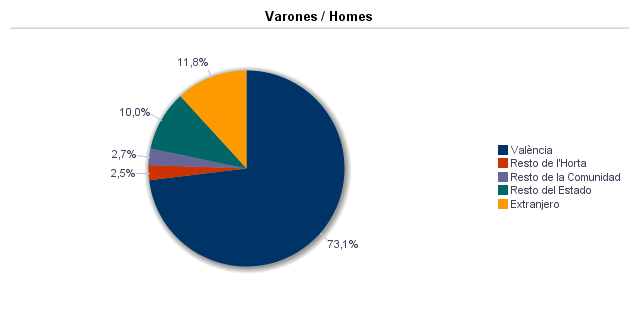 Varones / Homes
11,8%
10,0%
2,7%
2,5%
73,1%
València
Resto de l'Horta
Resto de la Comunidad
Resto del Estado
Extranjero